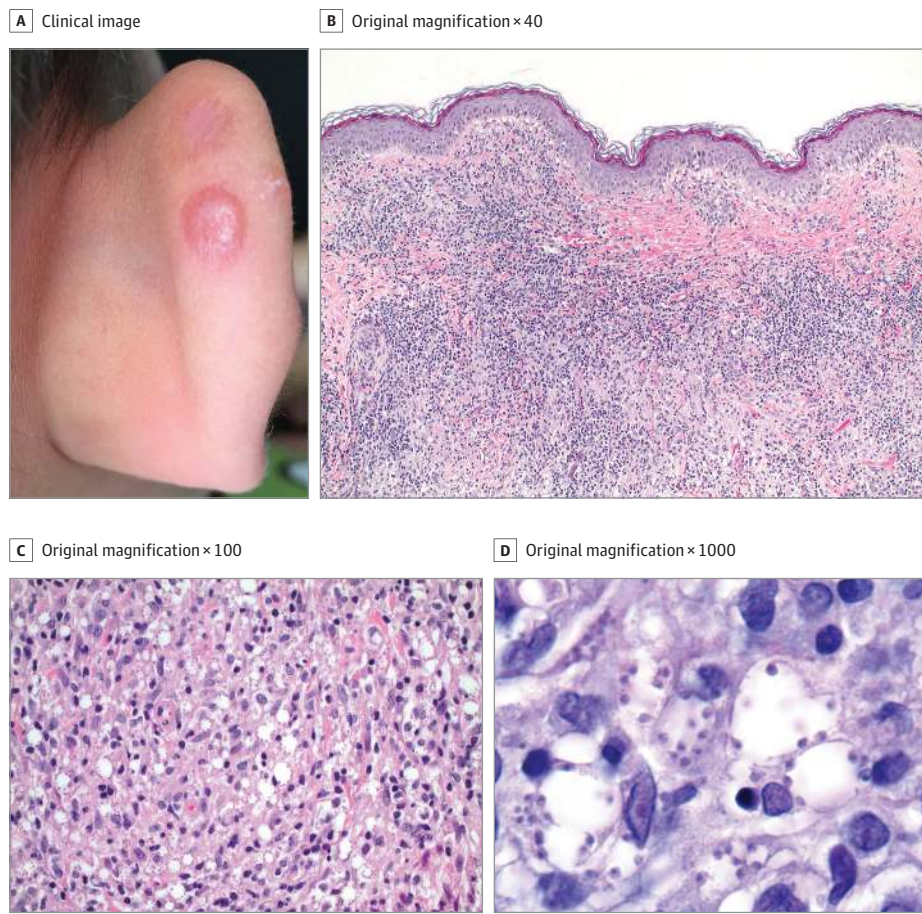 A Clinical image
B Original magnification × 40
C Original magnification × 100
D Original magnification × 1000